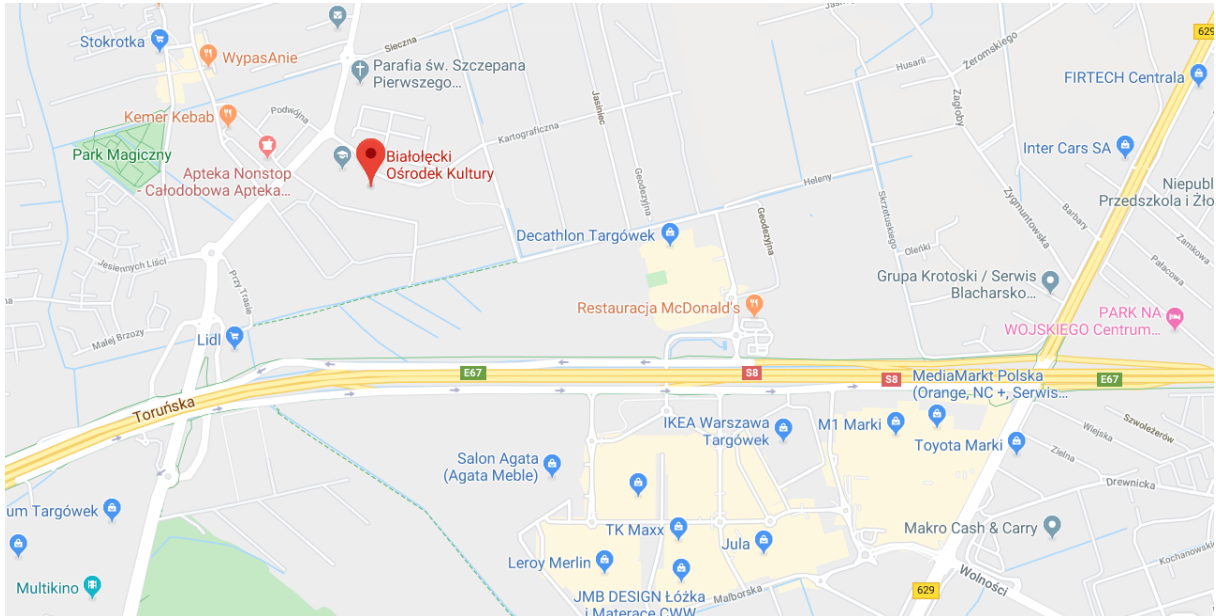 629
Stokrotka
Sieczna
WypasAnie
Parafia św. Szczepana
Pierwszego...
Husarii
Żeromskiego
FIRTECH Centrala
Jasiniec
Zagłoby
Kemer Kebab
Podwójna
Kartograficzna
Park Magiczny
Białołęcki
Ośrodek Kultury
Inter Cars SA
Apteka Nonstop
- Całodobowa Apteka...
Geodezyjna
Heleny
Niepubl
Przedszkola i Żło
Skrzetuskiego
Zygmuntowska
Barbary
Zamkowa
Decathlon Targówek
Geodezyjna
Oleńki
Pałacowa
Jesiennych Liści
Przy Trasie
Grupa Krotoski / Serwis
Blacharsko...
Restauracja McDonald's
PARK NA
WOJSKIEGO Centrum...
Małej Brzozy
Lidl
E67
S8
S8
E67
MediaMarkt Polska
(Orange, NC +, Serwis...
Toruńska
IKEA Warszawa
Targówek
M1 Marki
Toyota Marki
Wiejska
Szwoleżerów
Zielna
Salon Agata
(Agata Meble)
Drewnicka
um Targówek
TK Maxx
Jula
Makro Cash & Carry
Leroy Merlin
Kochanowski
Wolności
Multikino
629
JMB DESIGN Łóżka
i Materace CWW
Malborska